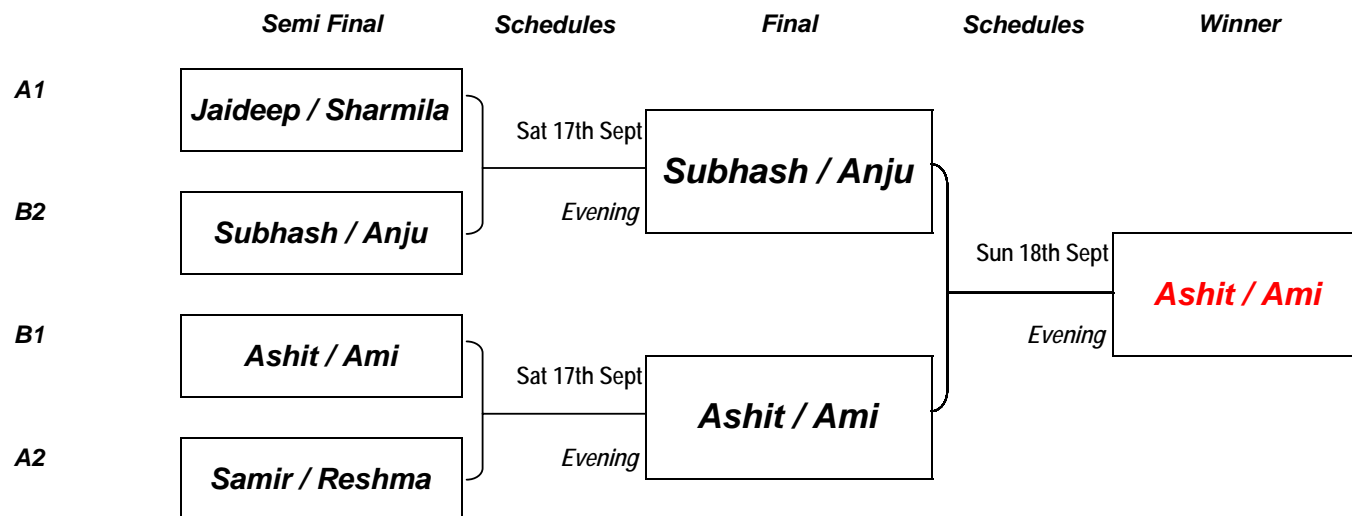 Semi Final Schedules Final Schedules Winner
A1
Jaideep / Sharmila
Sat 17th Sept
Subhash / Anju
B2
Evening
Subhash / Anju
Sun 18th Sept
Ashit / Ami
B1
Evening
Ashit / Ami
Sat 17th Sept
Ashit / Ami
A2
Evening
Samir / Reshma